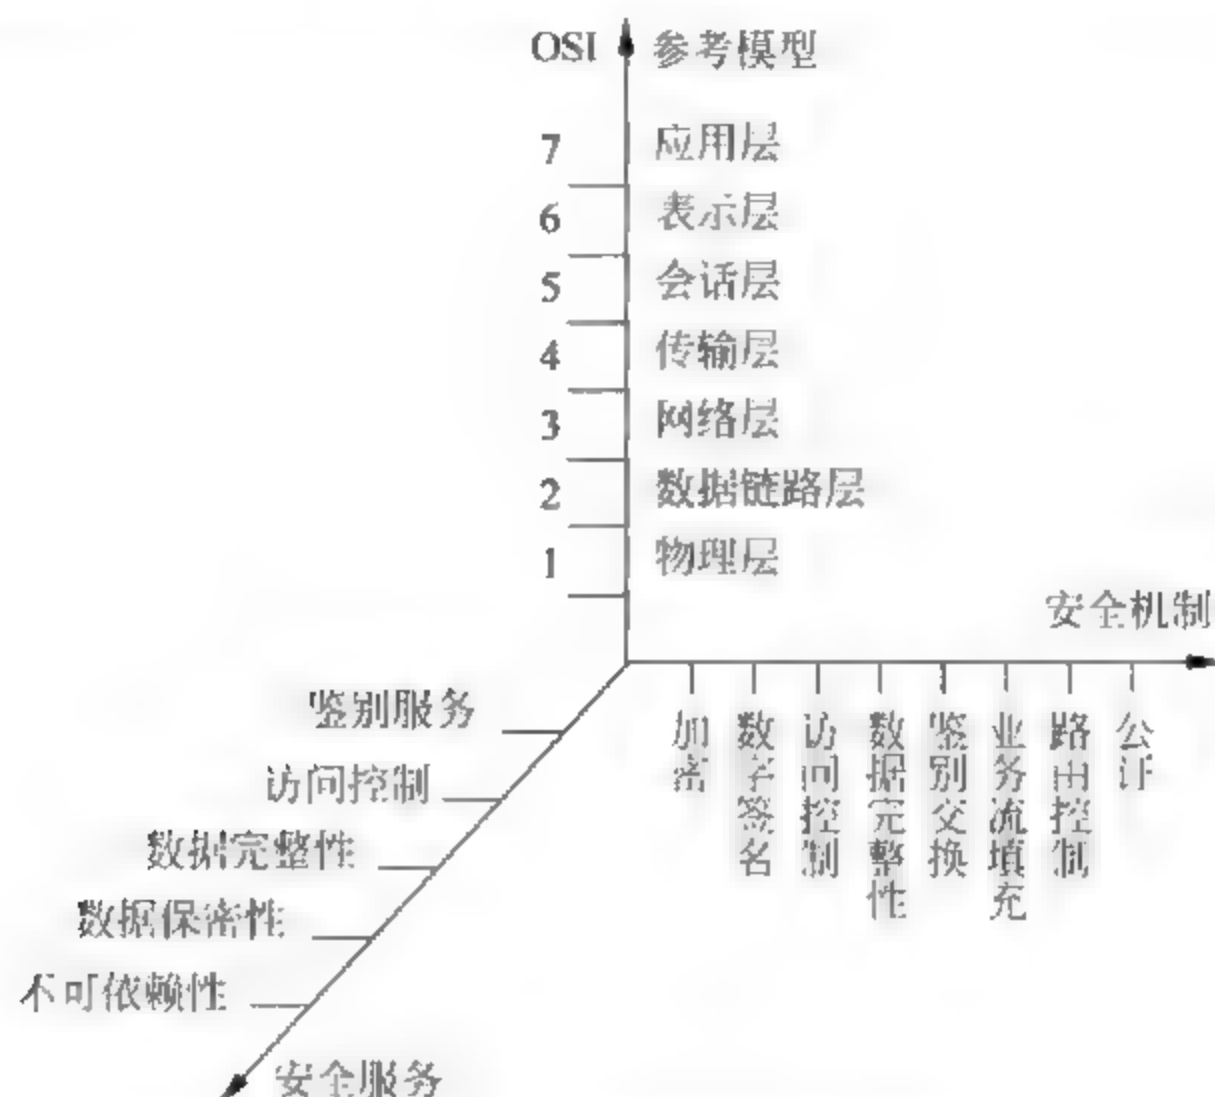 OSI 参考模型
7 应用层
6 表示层
5 会话层
4 传输层
3 网络层
2 数据链路层
1 物理层
安全机制
加密
数字签名
访问控制
数据完整性
鉴别交换
业务流填充
路由控制
公证
鉴别服务
访问控制
数据完整性
数据保密性
不可依赖性
安全服务